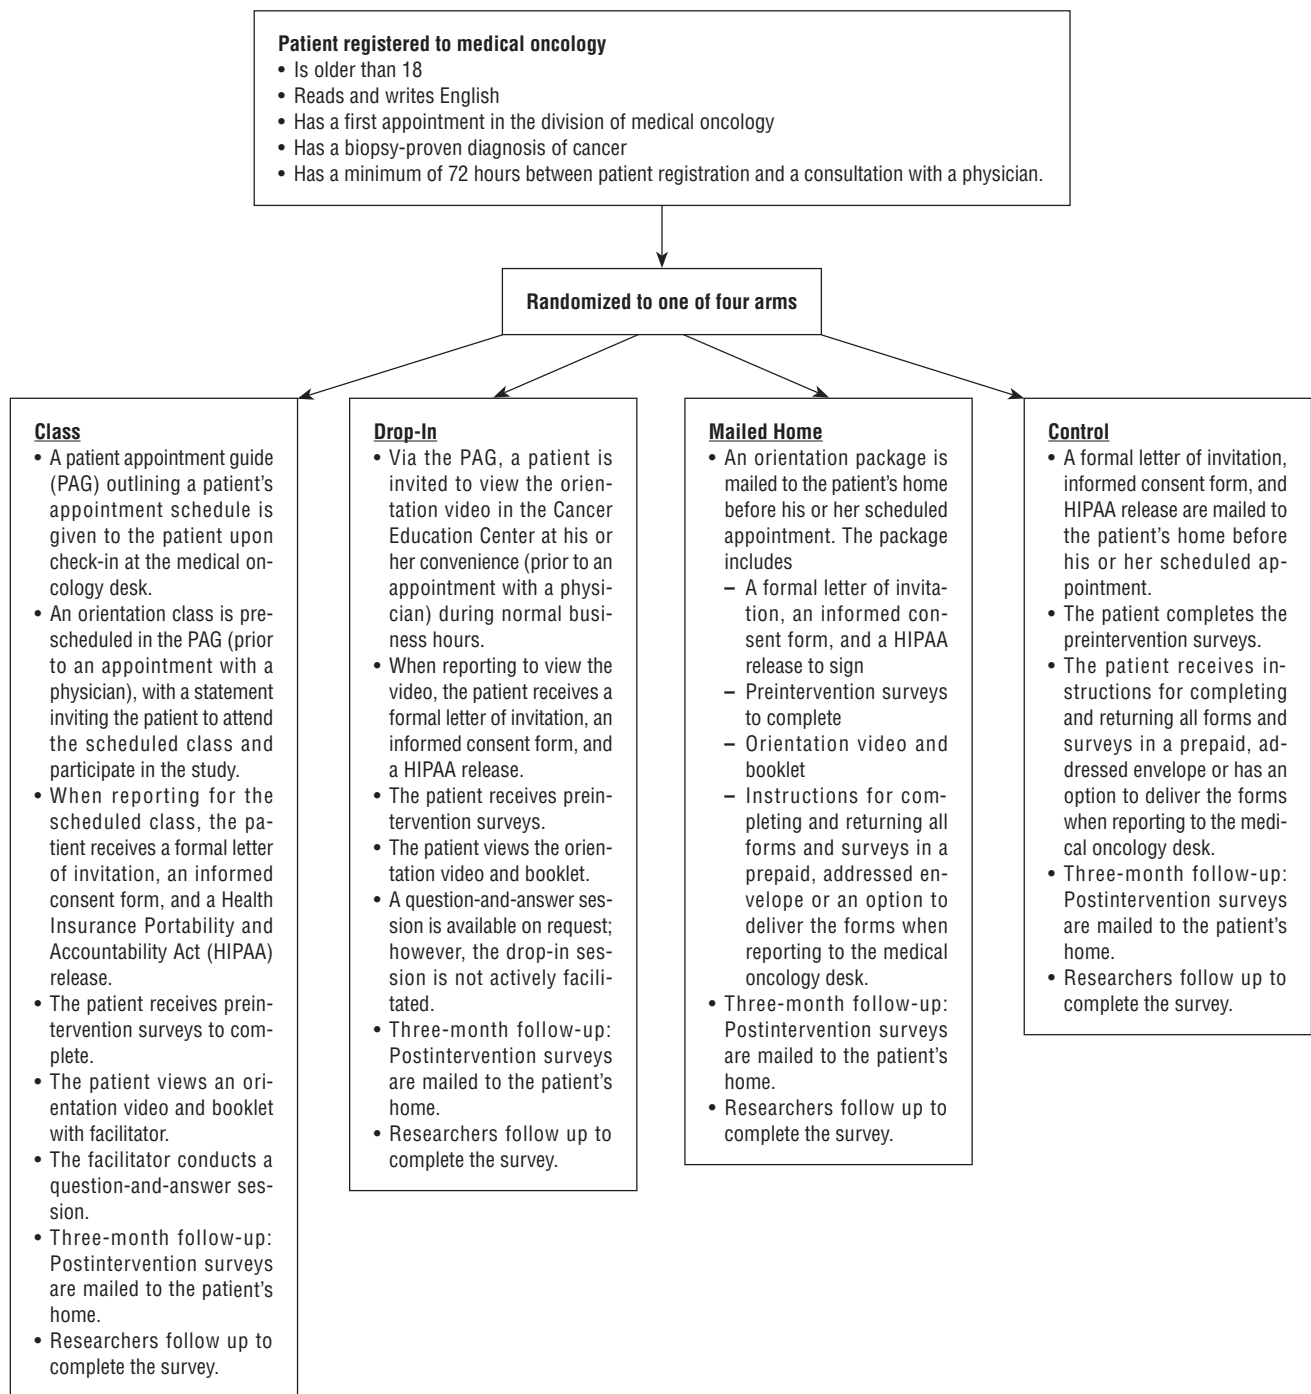 Patient registered to medical oncology
• Is older than 18
• Reads and writes English
• Has a first appointment in the division of medical oncology
• Has a biopsy-proven diagnosis of cancer
• Has a minimum of 72 hours between patient registration and a consultation with a physician.
Randomized to one of four arms
Class
• A patient appointment guide
(PAG) outlining a patient's
appointment schedule is
given to the patient upon
check-in at the medical on-
cology desk.
• An orientation class is pre-
scheduled in the PAG (prior
to an appointment with a
physician), with a statement
inviting the patient to attend
the scheduled class and
participate in the study.
• When reporting for the
scheduled class, the pa-
tient receives a formal letter
of invitation, an informed
consent form, and a Health
Insurance Portability and
Accountability Act (HIPAA)
release.
• The patient receives prein-
tervention surveys to com-
plete.
• The patient views an ori-
entation video and booklet
with facilitator.
• The facilitator conducts a
question-and-answer ses-
sion.
• Three-month follow-up:
Postintervention surveys
are mailed to the patient's
home.
• Researchers follow up to
complete the survey.
Drop-In
• Via the PAG, a patient is
invited to view the orien-
tation video in the Cancer
Education Center at his or
her convenience (prior to an
appointment with a physi-
cian) during normal busi-
ness hours.
• When reporting to view the
video, the patient receives a
formal letter of invitation, an
informed consent form, and
a HIPAA release.
• The patient receives prein-
tervention surveys.
• The patient views the orien-
tation video and booklet.
• A question-and-answer ses-
sion is available on request;
however, the drop-in ses-
sion is not actively facili-
tated.
• Three-month follow-up:
Postintervention surveys
are mailed to the patient's
home.
• Researchers follow up to
complete the survey.
Mailed Home
• An orientation package is
mailed to the patient's home
before his or her scheduled
appointment. The package
includes
– A formal letter of invita-
tion, an informed con-
sent form, and a HIPAA
release to sign
– Preintervention surveys
to complete
– Orientation video and
booklet
– Instructions for com-
pleting and returning all
forms and surveys in a
prepaid, addressed en-
velope or an option to
deliver the forms when
reporting to the medical
oncology desk.
• Three-month follow-up:
Postintervention surveys
are mailed to the patient's
home.
• Researchers follow up to
complete the survey.
Control
• A formal letter of invitation,
informed consent form, and
HIPAA release are mailed to
the patient's home before
his or her scheduled ap-
pointment.
• The patient completes the
preintervention surveys.
• The patient receives in-
structions for completing
and returning all forms and
surveys in a prepaid, ad-
dressed envelope or has an
option to deliver the forms
when reporting to the medi-
cal oncology desk.
• Three-month follow-up:
Postintervention surveys
are mailed to the patient's
home.
• Researchers follow up to
complete the survey.